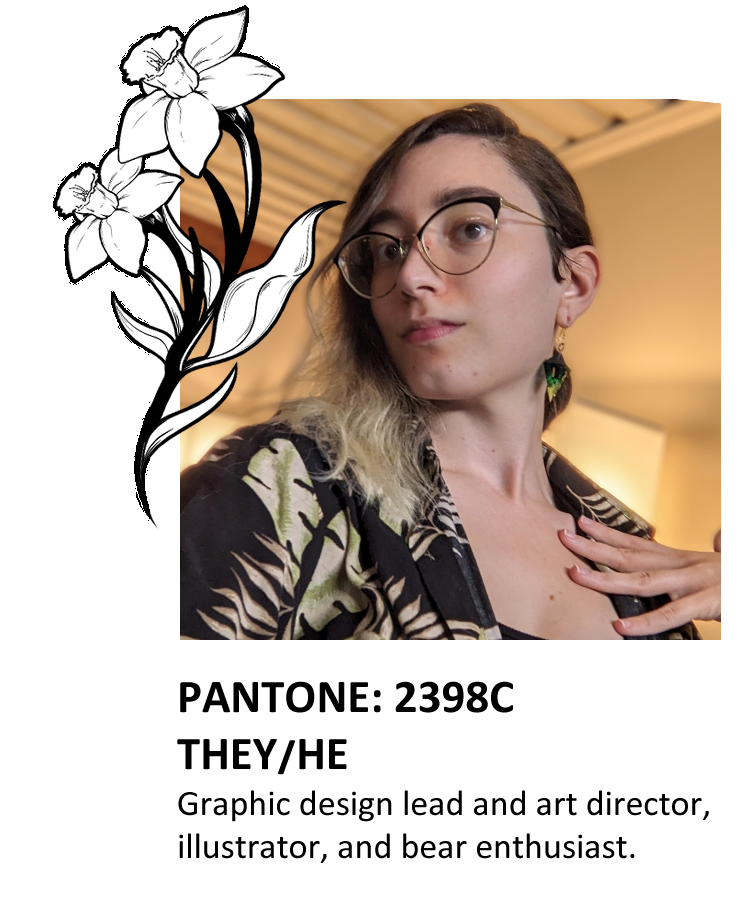 PANTONE: 2398C
THEY/HE
Graphic design lead and art director,
illustrator, and bear enthusiast.